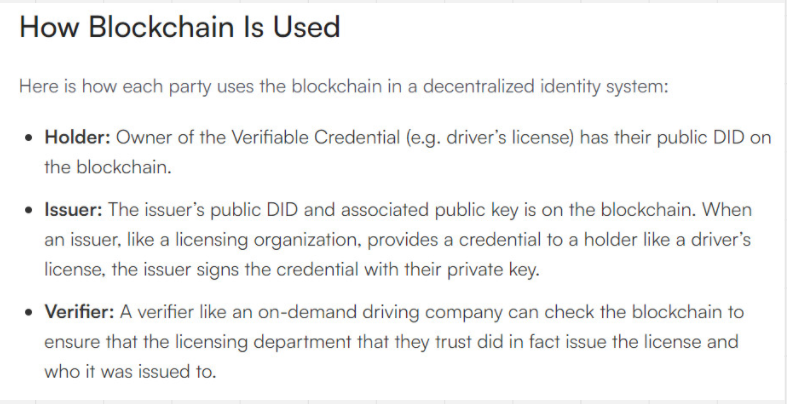 How Blockchain Is Used
Here is how each party uses the blockchain in a decentralized identity system:
• Holder: Owner of the Verifiable Credential (e.g. driver’s license) has their public DID on
the blockchain.
• Issuer: The issuer’s public DID and associated public key is on the blockchain. When
an issuer, like a licensing organization, provides a credential to a holder like a driver’s
license, the issuer signs the credential with their private key.
• Verifier: A verifier like an on-demand driving company can check the blockchain to
ensure that the licensing department that they trust did in fact issue the license and
who it was issued to.